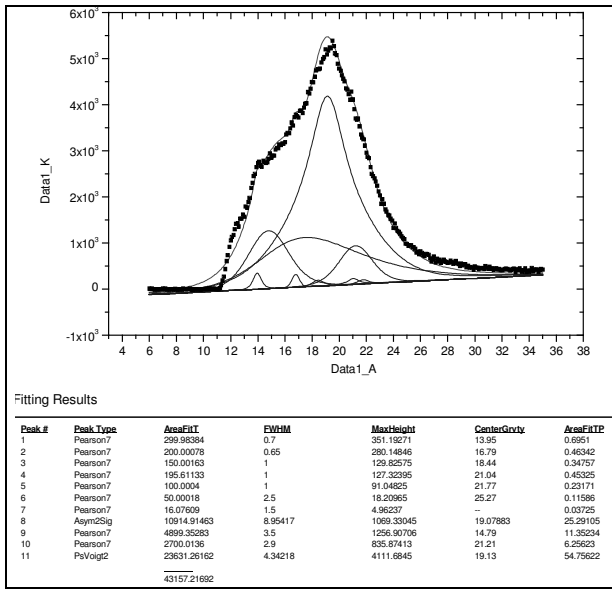 6x10³
5x10³
4x10³
3x10³
2x10³
1x10³
0
-1x10³
Data1_K
4 6 8 10 12 14 16 18 20 22 24 26 28 30 32 34 36 38
Data1_A
Fitting Results
Peak # Peak Type AreaFitT FWHM MaxHeight CenterGrvty AreaFitTP
1 Pearson7 299.98384 0.7 351.19271 13.95 0.6951
2 Pearson7 200.00078 0.65 280.14846 16.79 0.46342
3 Pearson7 150.00163 1 129.82575 18.44 0.34757
4 Pearson7 195.61133 1 127.32395 21.04 0.45325
5 Pearson7 100.0004 1 91.04825 21.77 0.23171
6 Pearson7 50.00018 2.5 18.20965 25.27 0.11586
7 Pearson7 16.07609 1.5 4.96237 -- 0.03725
8 Asym2Sig 10914.91463 8.95417 1069.33045 19.07883 25.29105
9 Pearson7 4899.35283 3.5 1256.90706 14.79 11.35234
10 Pearson7 2700.0136 2.9 835.87413 21.21 6.25623
11 PsVoigt2 23631.26162 4.34218 4111.6845 19.13 54.75622
43157.21692